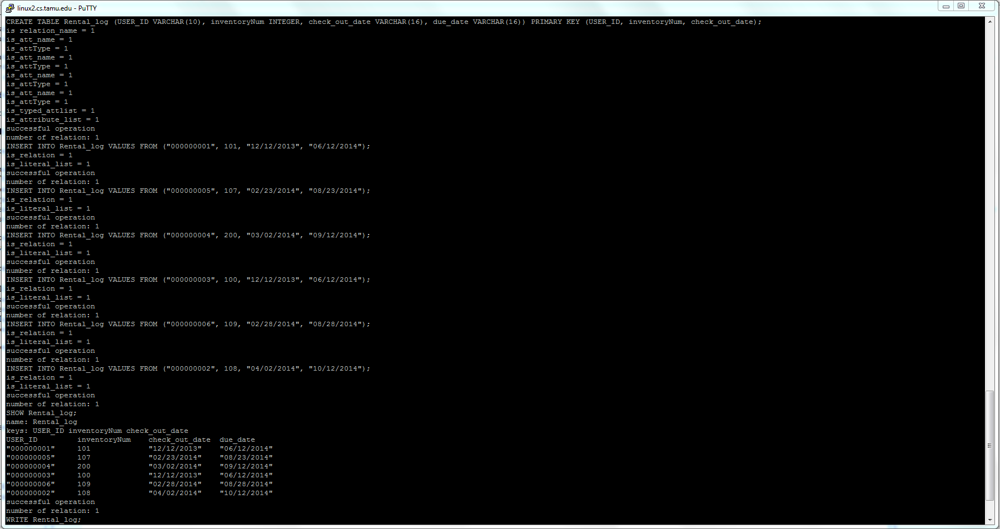 linux2.cs.tamu.edu - PuTTY
CREATE TABLE Rental_log (USER_ID VARCHAR(10), inventoryNum INTEGER, check_out_date VARCHAR(16), due_date VARCHAR(16)) PRIMARY KEY (USER_ID, inventoryNum, check_out_date);
is relation_name = 1
is_att_name = 1
is_attType = 1
is_att_name = 1
is_attType = 1
is_att_name = 1
is_attType = 1
is_att_name = 1
is_attType = 1
is_typed_attlist = 1
is_attribute_list = 1
successful operation
number of relation: 1
INSERT INTO Rental_log VALUES FROM ("000000001", 101, "12/12/2013", "06/12/2014");
is_relation = 1
is_literal_list = 1
successful operation
number of relation: 1
INSERT INTO Rental_log VALUES FROM ("000000005", 107, "02/23/2014", "08/23/2014");
is_relation = 1
is_literal_list = 1
successful operation
number of relation: 1
INSERT INTO Rental_log VALUES FROM ("000000004", 200, "03/02/2014", "09/12/2014");
is_relation = 1
is_literal_list = 1
successful operation
number of relation: 1
INSERT INTO Rental_log VALUES FROM ("000000003", 100, "12/12/2013", "06/12/2014");
is_relation = 1
is_literal_list = 1
successful operation
number of relation: 1
INSERT INTO Rental_log VALUES FROM ("000000006", 109, "02/28/2014", "08/28/2014");
is_relation = 1
is_literal_list = 1
successful operation
number of relation: 1
INSERT INTO Rental_log VALUES FROM ("000000002", 108, "04/02/2014", "10/12/2014");
is_relation = 1
is_literal_list = 1
successful operation
number of relation: 1
SHOW Rental_log;
name: Rental_log
keys: USER_ID inventoryNum check_out_date
USER_ID inventoryNum check_out_date due_date
"000000001" 101 "12/12/2013" "06/12/2014"
"000000005" 107 "02/23/2014" "08/23/2014"
"000000004" 200 "03/02/2014" "09/12/2014"
"000000003" 100 "12/12/2013" "06/12/2014"
"000000006" 109 "02/28/2014" "08/28/2014"
"000000002" 108 "04/02/2014" "10/12/2014"
successful operation
number of relation: 1
WRITE Rental_log;